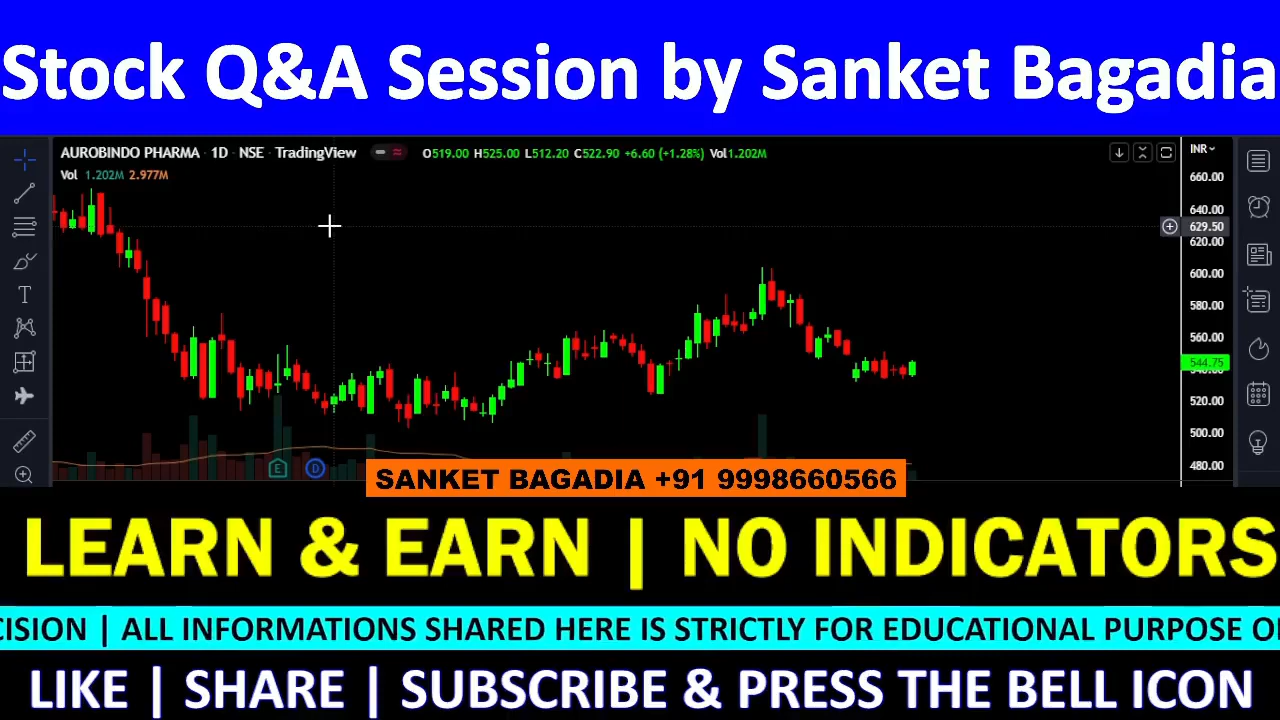 Stock Q&A Session by Sanket Bagadia
AUROBINDO PHARMA · 1D · NSE · TradingView O519.00 H525.00 L512.20 C522.90 +6.60 (+1.28%) Vol1.202M
INR
Vol 1.202M 2.977M
660.00
640.00
629.50
620.00
600.00
580.00
560.00
544.75
520.00
500.00
480.00
T
E D
SANKET BAGADIA +91 9998660566
LEARN & EARN | NO INDICATORS
CISION | ALL INFORMATIONS SHARED HERE IS STRICTLY FOR EDUCATIONAL PURPOSE O
LIKE | SHARE | SUBSCRIBE & PRESS THE BELL ICON